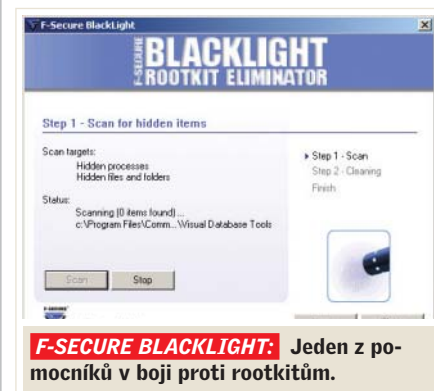 F-Secure BlackLight
F-SECURE
BLACKLIGHT
ROOTKIT ELIMINATOR
Step 1 - Scan for hidden items
Scan targets:
Hidden processes
Hidden files and folders
Status:
Scanning (0 items found) ...
c:\Program Files\Comm...\Visual Database Tools
Scan
Stop
Step 1 - Scan
Step 2 - Cleaning
Finish
F-SECURE
F-SECURE BLACKLIGHT: Jeden z po-
mocníků v boji proti rootkitům.